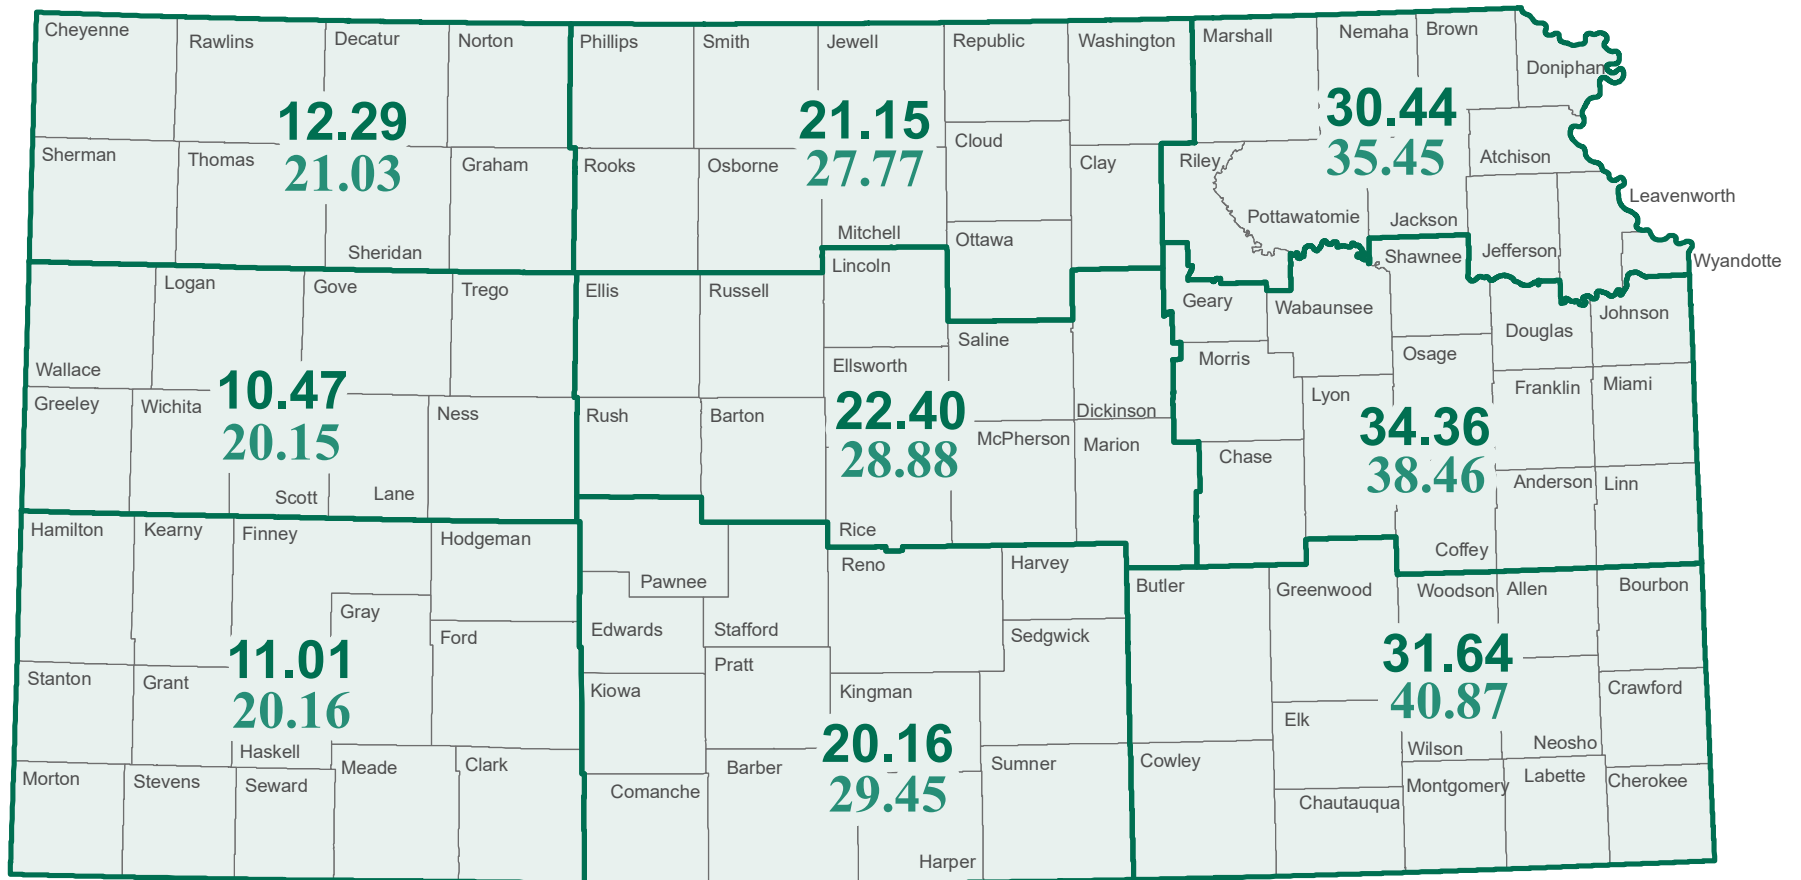 Cheyenne
Rawlins
Decatur
Norton
Phillips
Smith
Jewell
Republic
Washington
Marshall
Nemaha
Brown
Doniphan
12.29
21.03
21.15
27.77
30.44
35.45
Sherman
Thomas
Graham
Rooks
Osborne
Cloud
Clay
Riley
Atchison
Leavenworth
Sheridan
Mitchell
Ottawa
Pottawatomie
Jackson
Jefferson
Shawnee
Wyandotte
Logan
Gove
Trego
Ellis
Russell
Lincoln
Geary
Wabaunsee
Douglas
Johnson
Wallace
Ellsworth
Saline
Morris
Osage
Greeley
Wichita
10.47
20.15
Ness
Rush
Barton
22.40
28.88
Dickinson
McPherson
Marion
Lyon
Franklin
Miami
34.36
38.46
Chase
Scott
Lane
Anderson
Linn
Rice
Coffey
Hamilton
Kearny
Finney
Hodgeman
Pawnee
Reno
Harvey
Butler
Greenwood
Woodson
Allen
Bourbon
Gray
Ford
Edwards
Stafford
Sedgwick
11.01
20.16
31.64
40.87
Stanton
Grant
Kiowa
Pratt
Kingman
Crawford
Elk
20.16
29.45
Haskell
Wilson
Neosho
Morton
Stevens
Seward
Meade
Clark
Comanche
Barber
Sumner
Cowley
Chautauqua
Montgomery
Labette
Cherokee
Harper